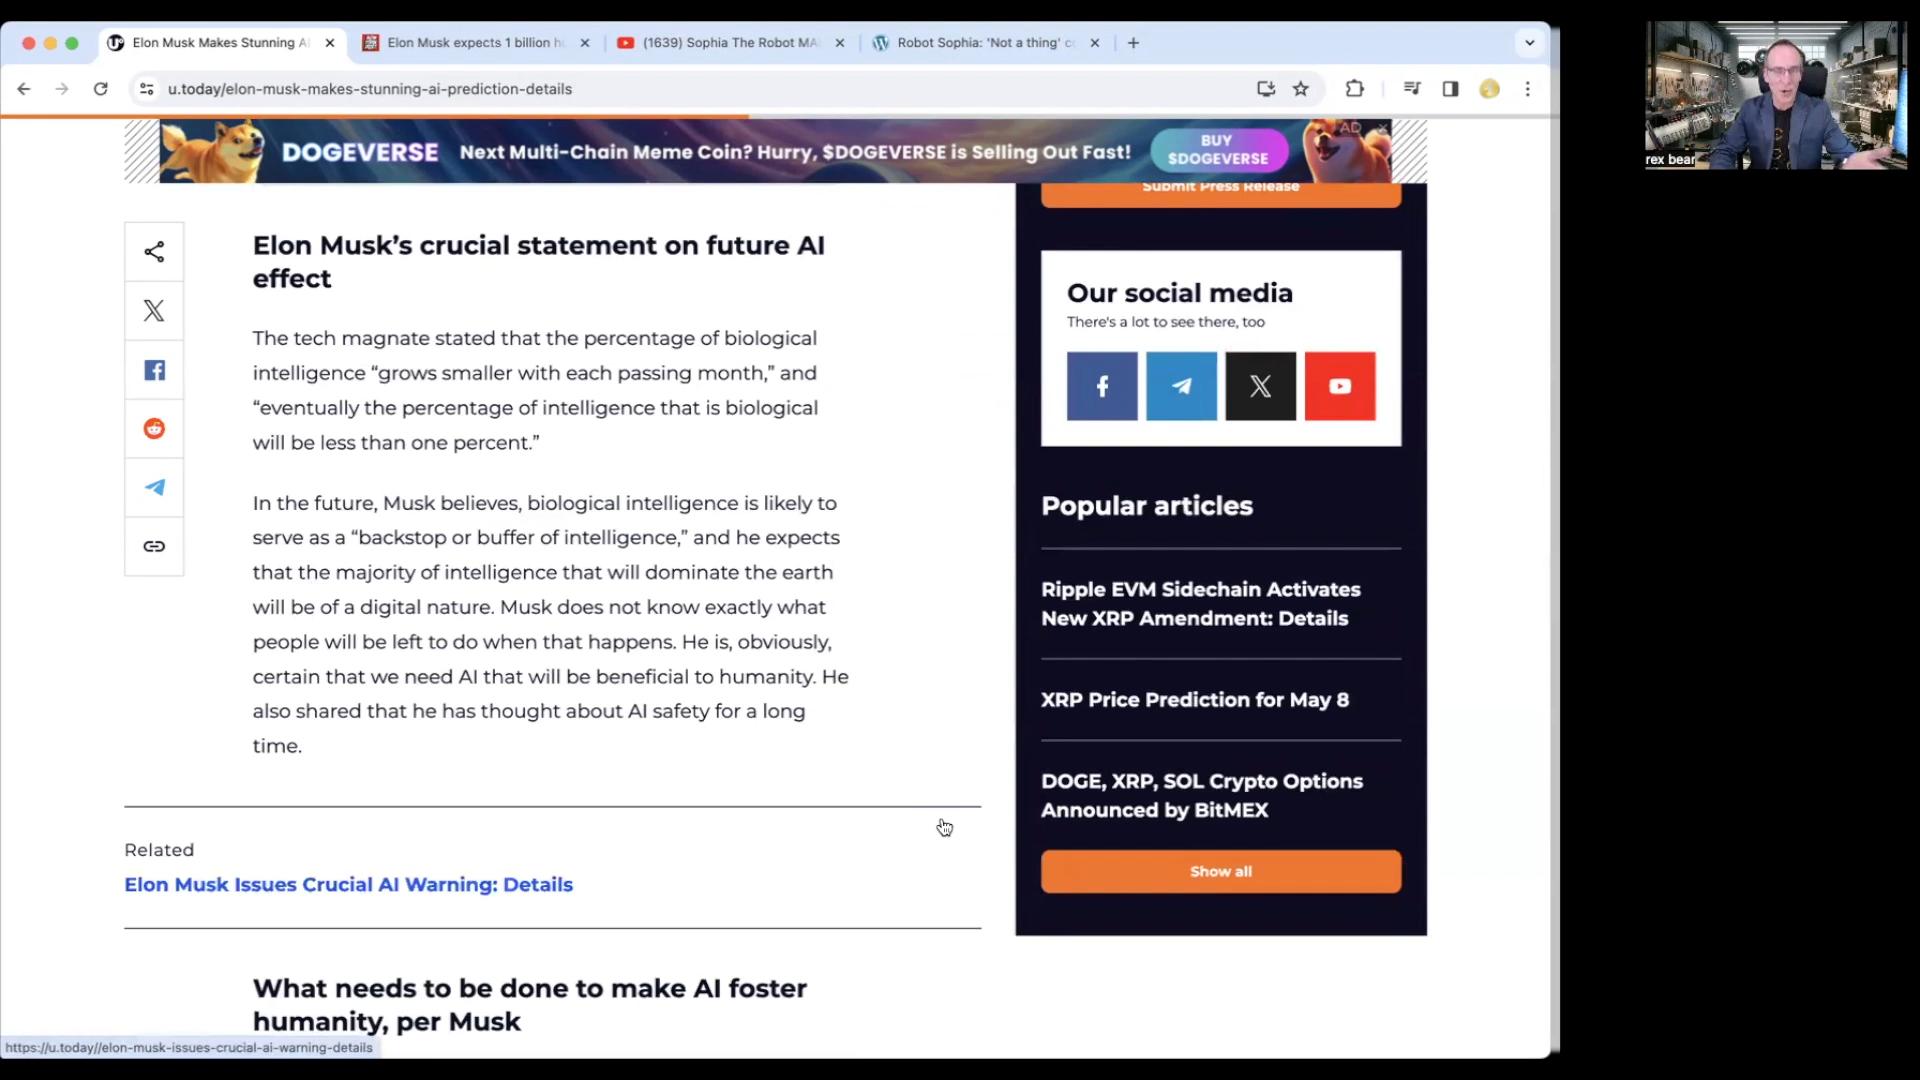 Elon Musk Makes Stunning AI
Elon Musk expects 1 billion h
(1639) Sophia The Robot MA
Robot Sophia: 'Not a thing' c
u.today/elon-musk-makes-stunning-ai-prediction-details
DOGEVERSE
Next Multi-Chain Meme Coin? Hurry, $DOGEVERSE is Selling Out Fast!
BUY
$DOGEVERSE
AD
rex bear
Submit Press Release
Elon Musk’s crucial statement on future AI
effect
The tech magnate stated that the percentage of biological
intelligence “grows smaller with each passing month,” and
“eventually the percentage of intelligence that is biological
will be less than one percent.”
In the future, Musk believes, biological intelligence is likely to
serve as a “backstop or buffer of intelligence,” and he expects
that the majority of intelligence that will dominate the earth
will be of a digital nature. Musk does not know exactly what
people will be left to do when that happens. He is, obviously,
certain that we need AI that will be beneficial to humanity. He
also shared that he has thought about AI safety for a long
time.
Related
Elon Musk Issues Crucial AI Warning: Details
What needs to be done to make AI foster
humanity, per Musk
Our social media
There's a lot to see there, too
Popular articles
Ripple EVM Sidechain Activates
New XRP Amendment: Details
XRP Price Prediction for May 8
DOGE, XRP, SOL Crypto Options
Announced by BitMEX
Show all
https://u.today//elon-musk-issues-crucial-ai-warning-details